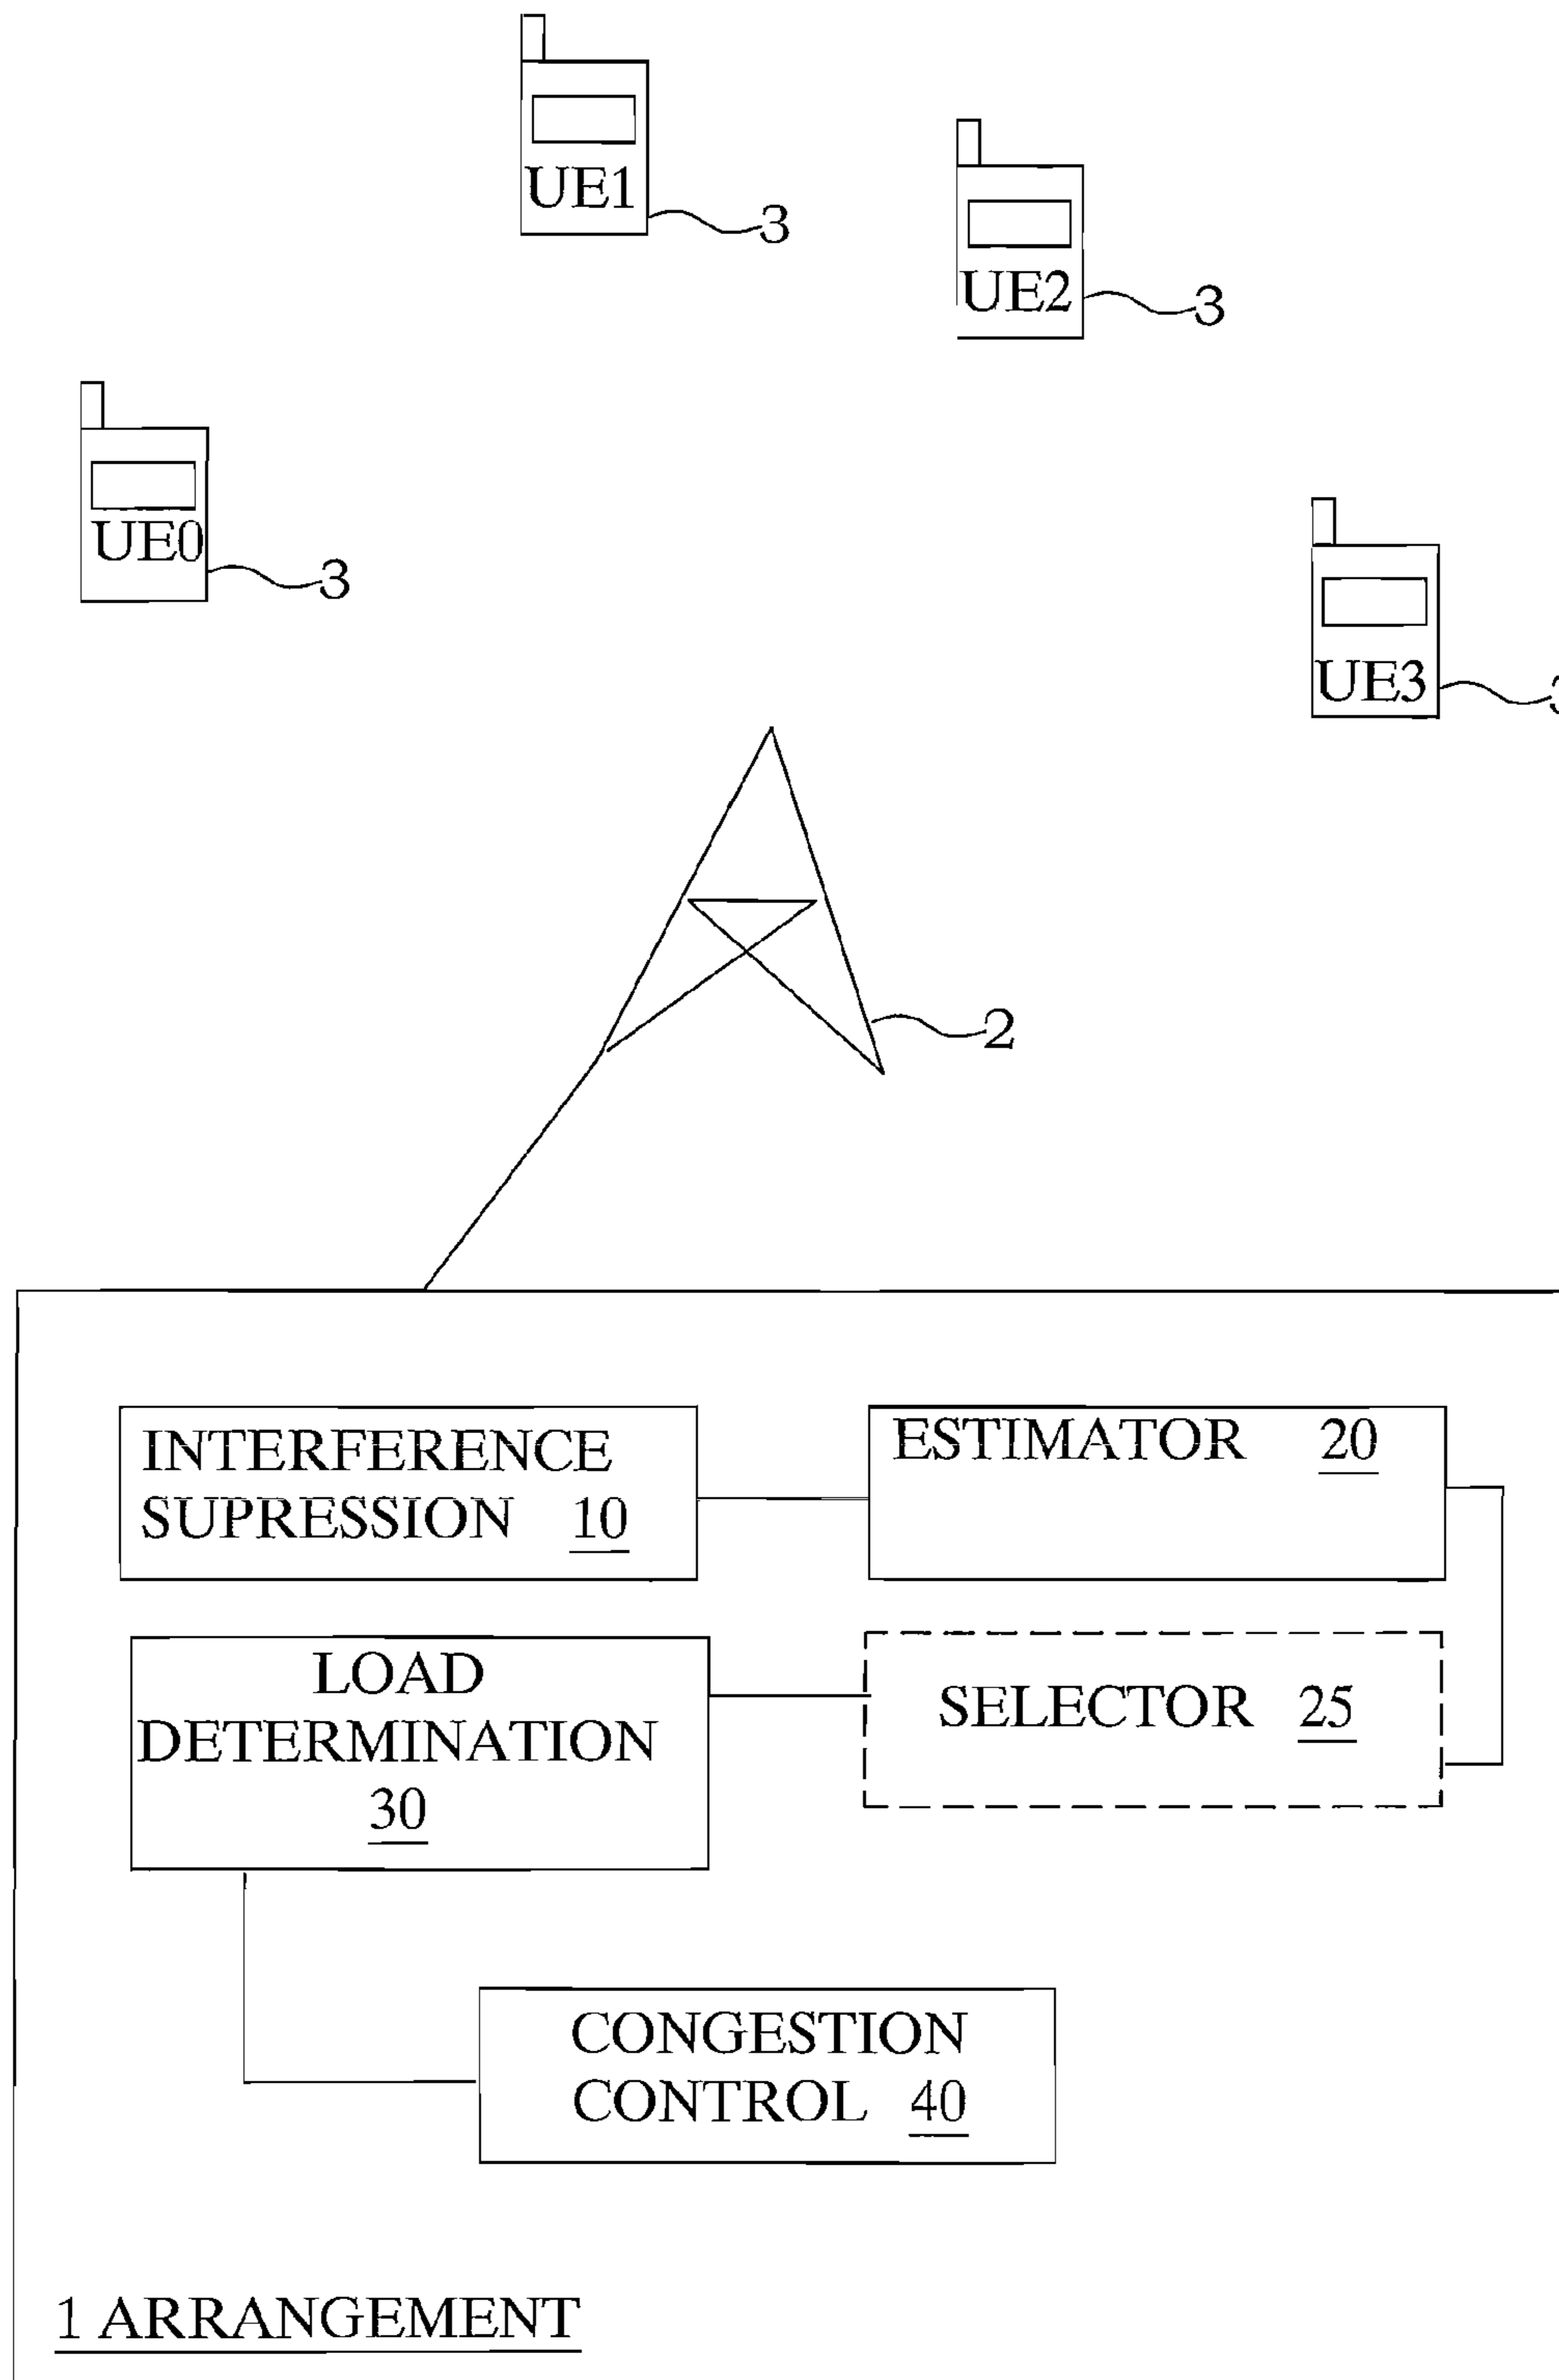 UE1
3
UE2
3
UE0
3
UE3
2
INTERFERENCE
SUPRESSION 10
ESTIMATOR 20
LOAD
DETERMINATION
30
SELECTOR 25
CONGESTION
CONTROL 40
1 ARRANGEMENT